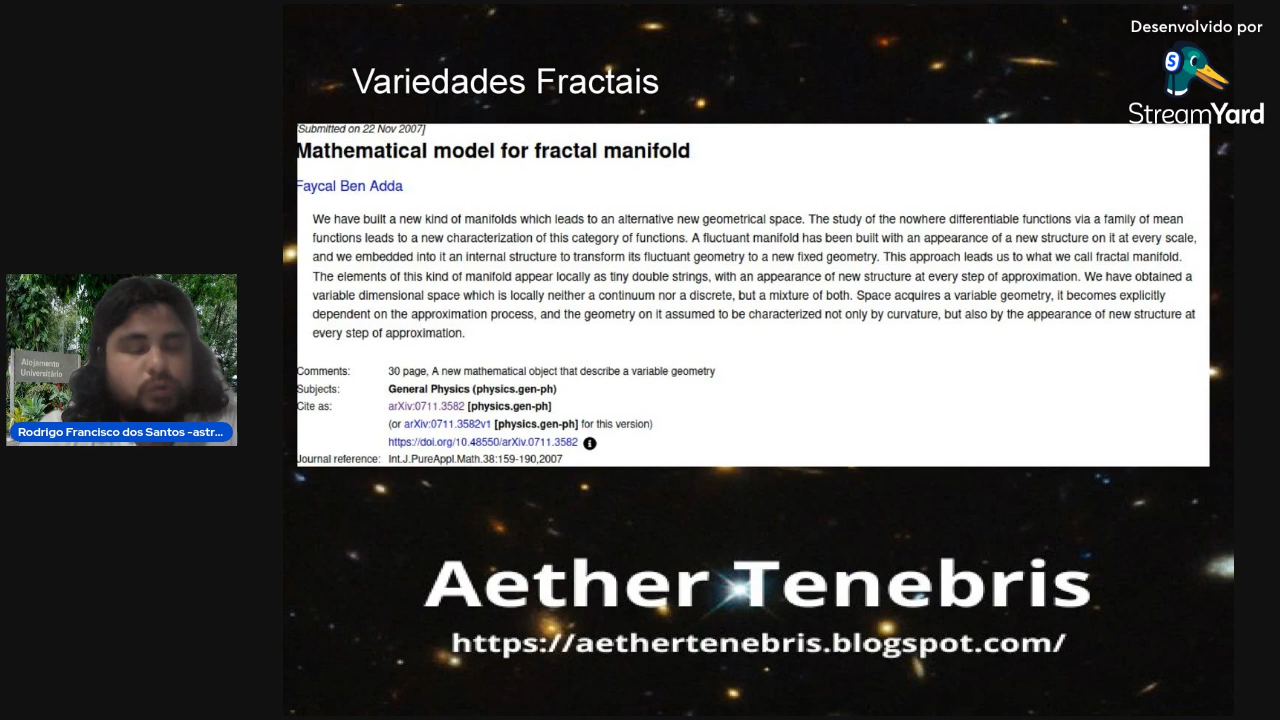 Desenvolvido por
StreamYard
Variedades Fractais
[Submitted on 22 Nov 2007]
Mathematical model for fractal manifold
Faycal Ben Adda
We have built a new kind of manifolds which leads to an alternative new geometrical space. The study of the nowhere differentiable functions via a family of mean
functions leads to a new characterization of this category of functions. A fluctuant manifold has been built with an appearance of a new structure on it at every scale,
and we embedded into it an internal structure to transform its fluctuant geometry to a new fixed geometry. This approach leads us to what we call fractal manifold.
The elements of this kind of manifold appear locally as tiny double strings, with an appearance of new structure at every step of approximation. We have obtained a
variable dimensional space which is locally neither a continuum nor a discrete, but a mixture of both. Space acquires a variable geometry, it becomes explicitly
dependent on the approximation process, and the geometry on it assumed to be characterized not only by curvature, but also by the appearance of new structure at
every step of approximation.
Comments: 30 page, A new mathematical object that describe a variable geometry
Subjects: General Physics (physics.gen-ph)
Cite as: arXiv:0711.3582 [physics.gen-ph]
(or arXiv:0711.3582v1 [physics.gen-ph] for this version)
https://doi.org/10.48550/arXiv.0711.3582
Journal reference: Int.J.PureAppl.Math.38:159-190,2007
Alojamento
Universitário
Rodrigo Francisco dos Santos -astr...
Aether Tenebris
https://aethertenebris.blogspot.com/